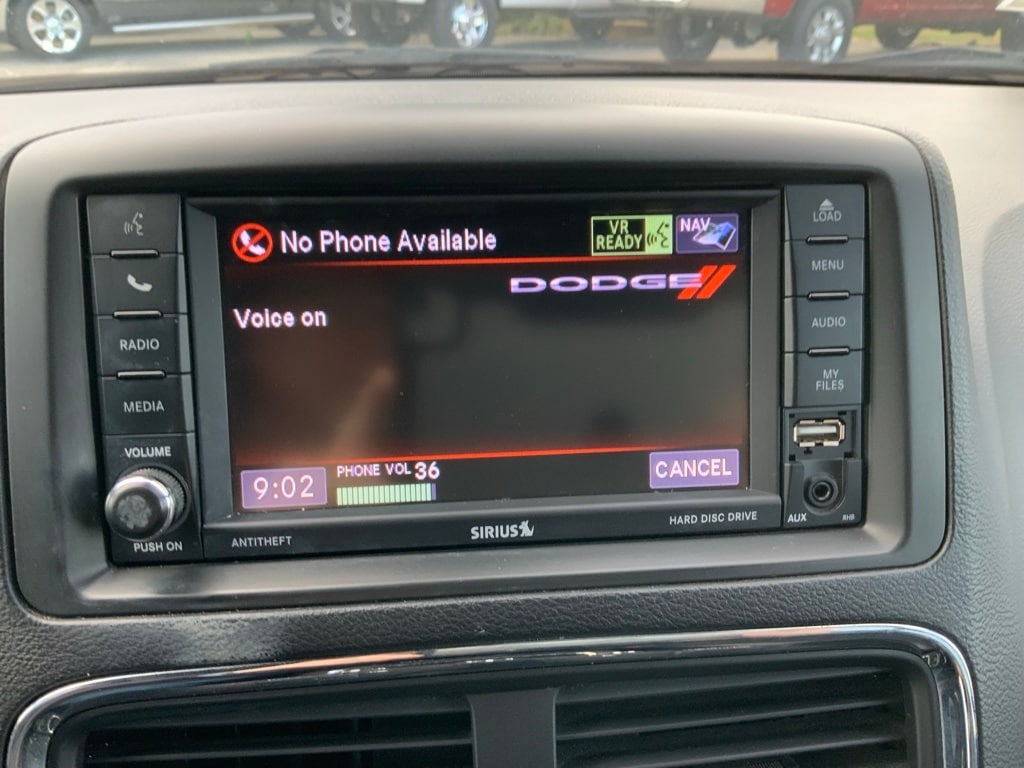 No Phone Available
VR
READY
NAV
DODGE
Voice on
9:02
PHONE VOL 36
CANCEL
RADIO
MEDIA
VOLUME
PUSH ON
LOAD
MENU
AUDIO
MY
FILES
AUX
RHB
ANTITHEFT
SIRIUS
HARD DISC DRIVE